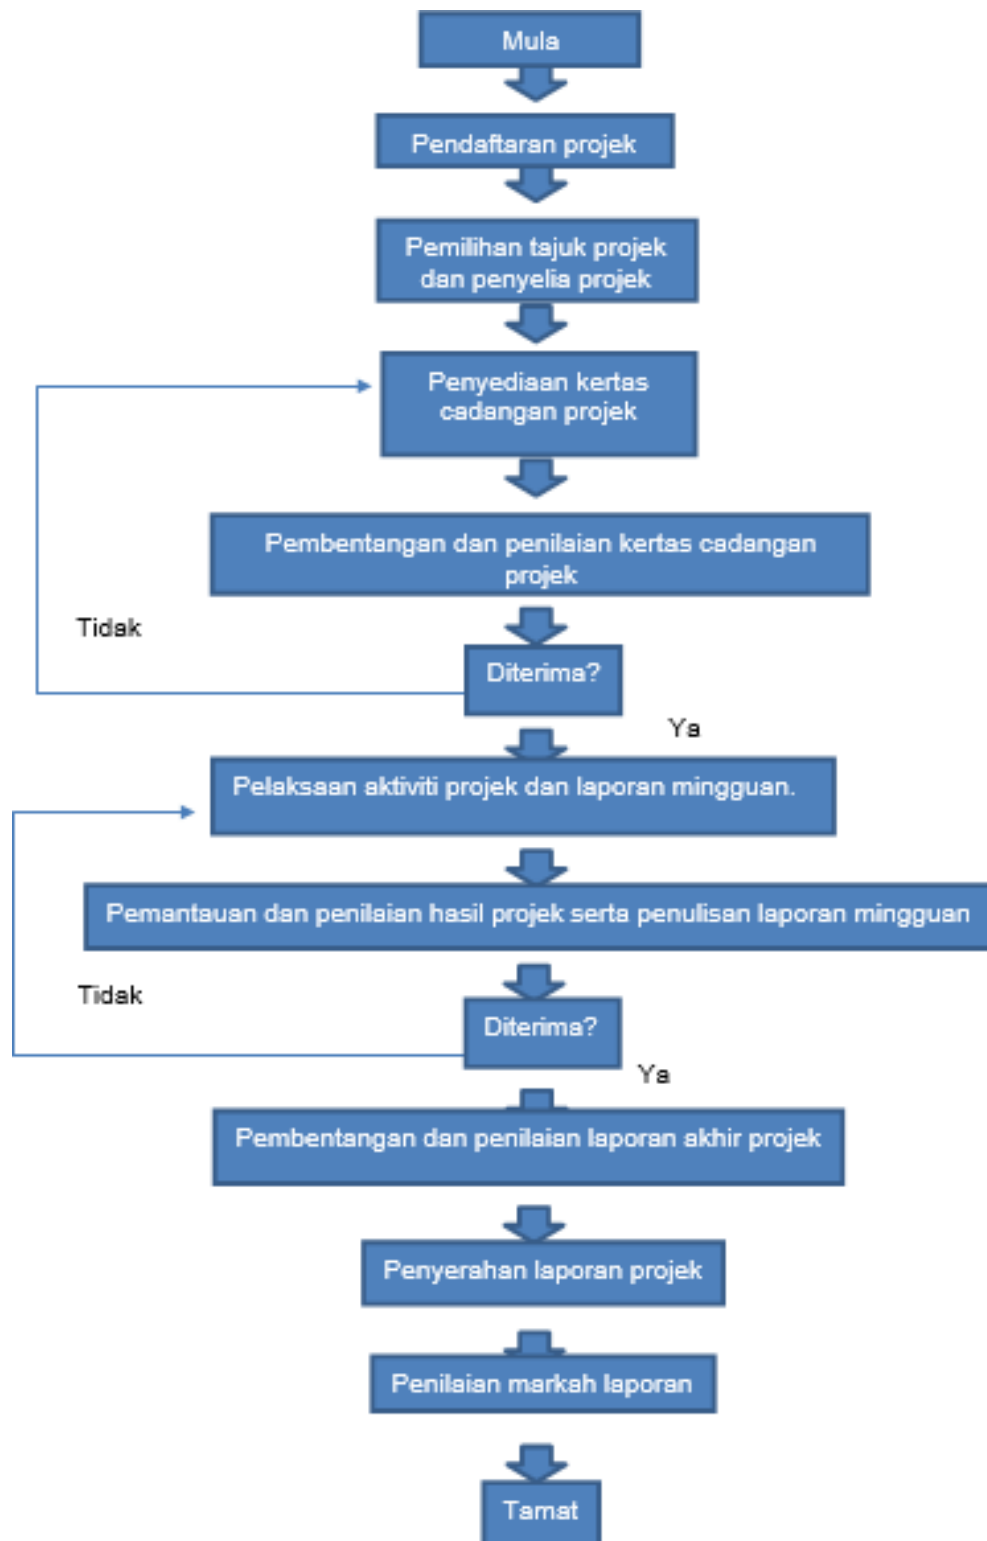 Mula
Pendaftaran projek
Pemilihan tajuk projek
dan penyelia projek
Penyediaan kertas
cadangan projek
Pembentangan dan penilaian kertas cadangan
projek
Tidak
Diterima?
Ya
Pelaksaan aktiviti projek dan laporan mingguan.
Pemantauan dan penilaian hasil projek serta penulisan laporan mingguan
Tidak
Diterima?
Ya
Pembentangan dan penilaian laporan akhir projek
Penyerahan laporan projek
Penilaian markah laporan
Tamat